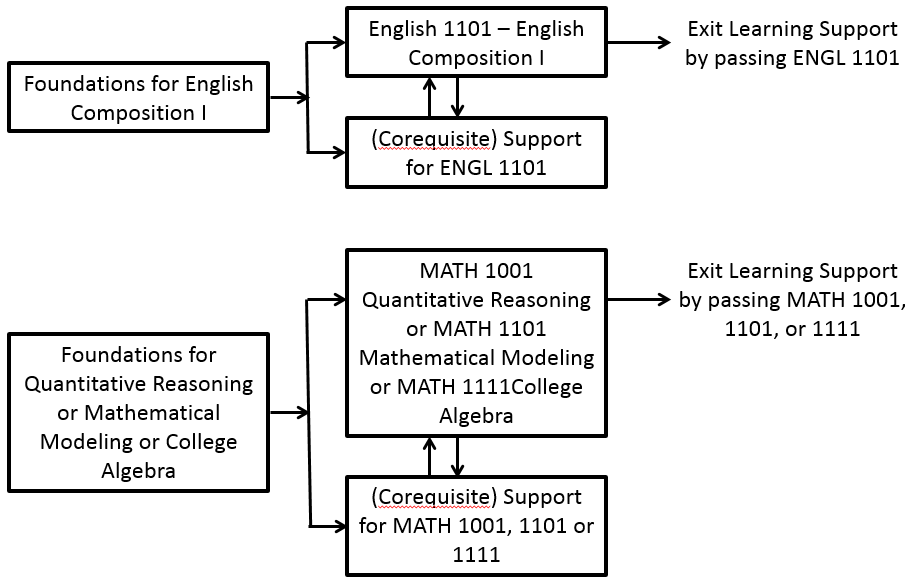 Foundations for English
Composition I
English 1101 – English
Composition I
(Corequisite) Support
for ENGL 1101
Exit Learning Support
by passing ENGL 1101
Foundations for
Quantitative Reasoning
or Mathematical
Modeling or College
Algebra
MATH 1001
Quantitative Reasoning
or MATH 1101
Mathematical Modeling
or MATH 1111College
Algebra
(Corequisite) Support
for MATH 1001, 1101 or
1111
Exit Learning Support
by passing MATH 1001,
1101, or 1111